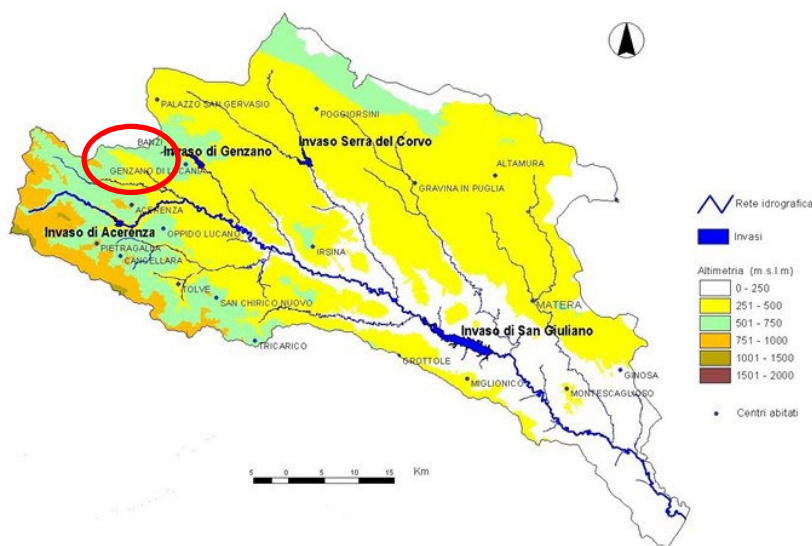 PALAZZO SAN GERVASIO
POGGIORSINI
BANZI
Invaso di Genzano
Invaso Serra del Corvo
GENZANO DI LUCANIA
ALTAMURA
GRAVINA IN PUGLIA
ACERENZA
Invaso di Acerenza
OPPIDO LUCANO
PIETRAGALLA
CANCELLARA
IRSINA
TOLVE
SAN CHIRICO NUOVO
MATERA
Invaso di San Giuliano
TRICARICO
GROTTOLE
MIGLIONICO
GINOSA
MONTESCAGLIOSO
5 0 5 10 15 Km
Rete idrografica
Invasi
Altimetria (m.s.l.m)
0 - 250
251 - 500
501 - 750
751 - 1000
1001 - 1500
1501 - 2000
Centri abitati